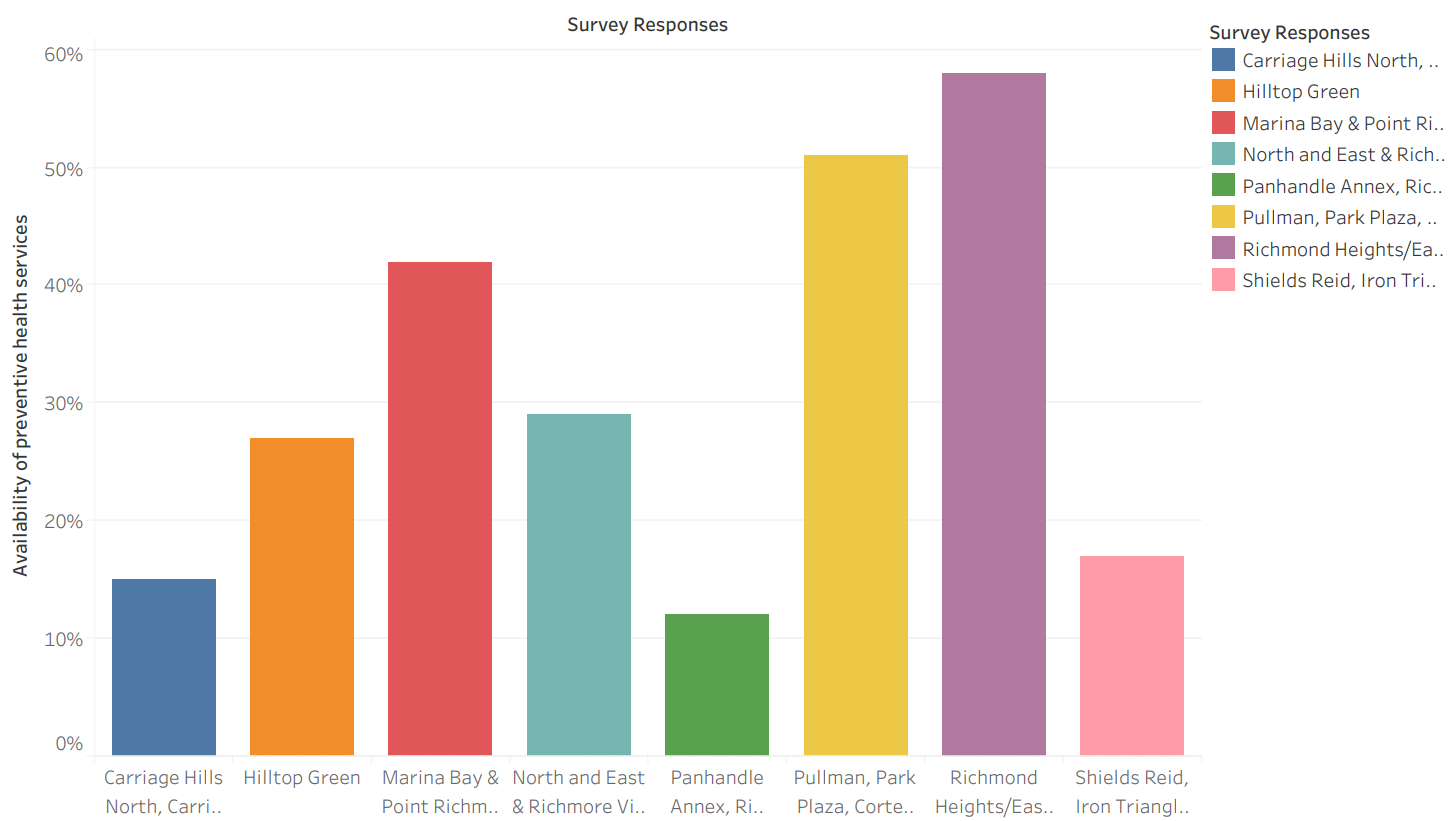 Survey Responses
Survey Responses
Carriage Hills North, ..
Hilltop Green
Marina Bay & Point Ri..
North and East & Rich..
Panhandle Annex, Ric..
Pullman, Park Plaza, ..
Richmond Heights/Ea..
Shields Reid, Iron Tri..
Availability of preventive health services
60%
50%
40%
30%
20%
10%
0%
Carriage Hills
North, Carri..
Hilltop Green
Marina Bay &
Point Richm..
North and East
& Richmore Vi..
Panhandle
Annex, Ri..
Pullman, Park
Plaza, Corte..
Richmond
Heights/Eas..
Shields Reid,
Iron Triangl..